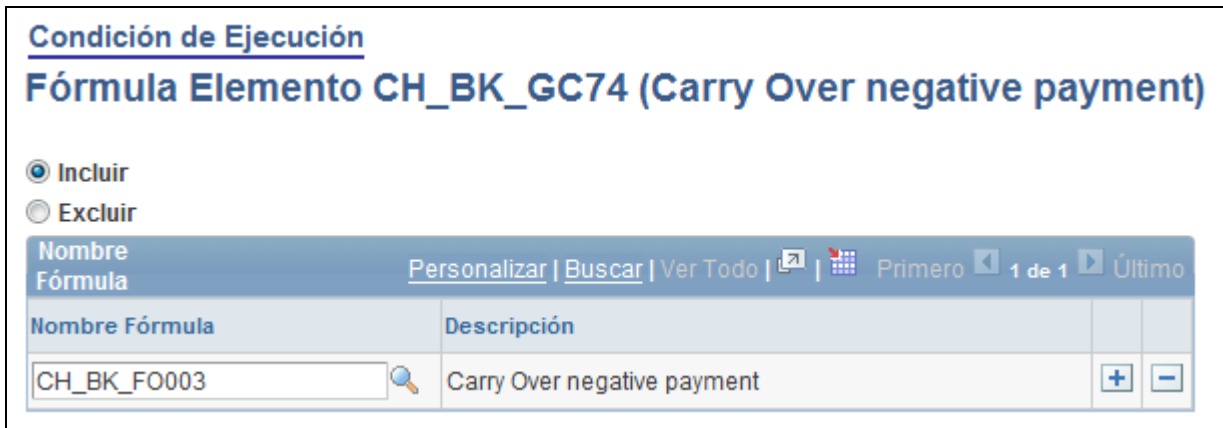 Condición de Ejecución
Fórmula Elemento CH_BK_GC74 (Carry Over negative payment)
Incluir
Excluir
Nombre
Fórmula
Personalizar | Buscar | Ver Todo | | Primero 1 de 1 Último
Nombre Fórmula Descripción
CH_BK_FO003 Carry Over negative payment